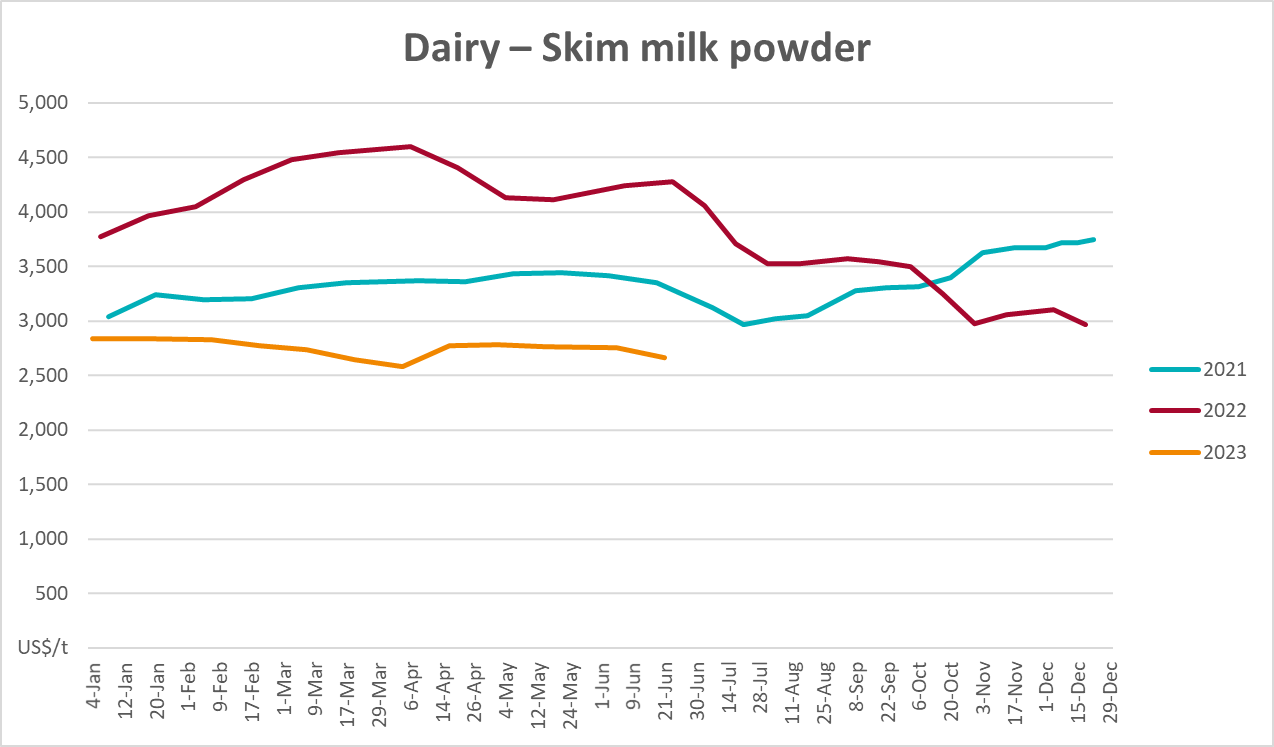 Dairy – Skim milk powder
5,000
4,500
4,000
3,500
3,000
2,500
2,000
1,500
1,000
500
US$/t
4-Jan
12-Jan
20-Jan
1-Feb
9-Feb
17-Feb
1-Mar
9-Mar
17-Mar
29-Mar
6-Apr
14-Apr
26-Apr
4-May
12-May
24-May
1-Jun
9-Jun
21-Jun
30-Jun
14-Jul
28-Jul
11-Aug
25-Aug
8-Sep
22-Sep
6-Oct
20-Oct
3-Nov
17-Nov
1-Dec
15-Dec
29-Dec
2021
2022
2023